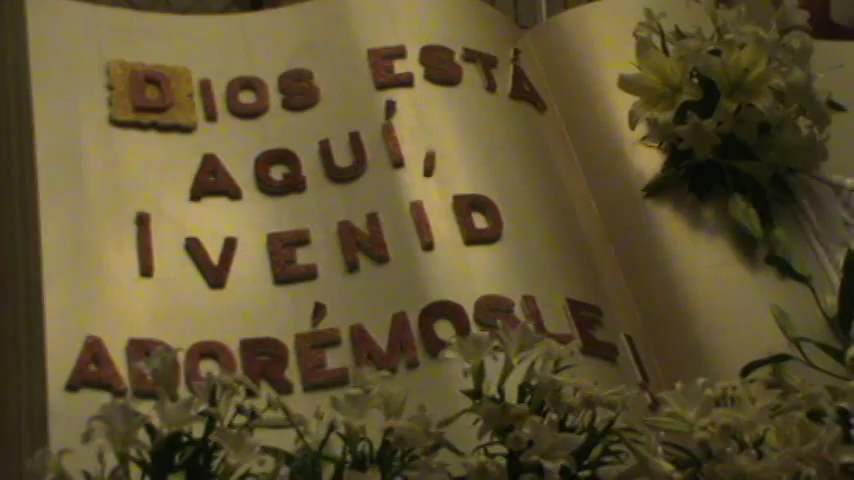 DIOS ESTÁ
AQUÍ,
¡VENID
ADORÉMOSLE!